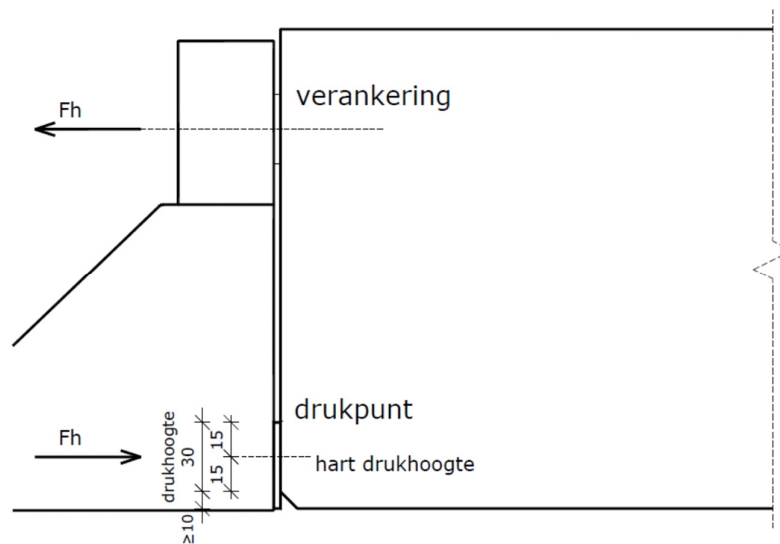 verankering
Fh
drukpunt
Fh
drukhoogte
30
15
15
hart drukhoogte
≥10